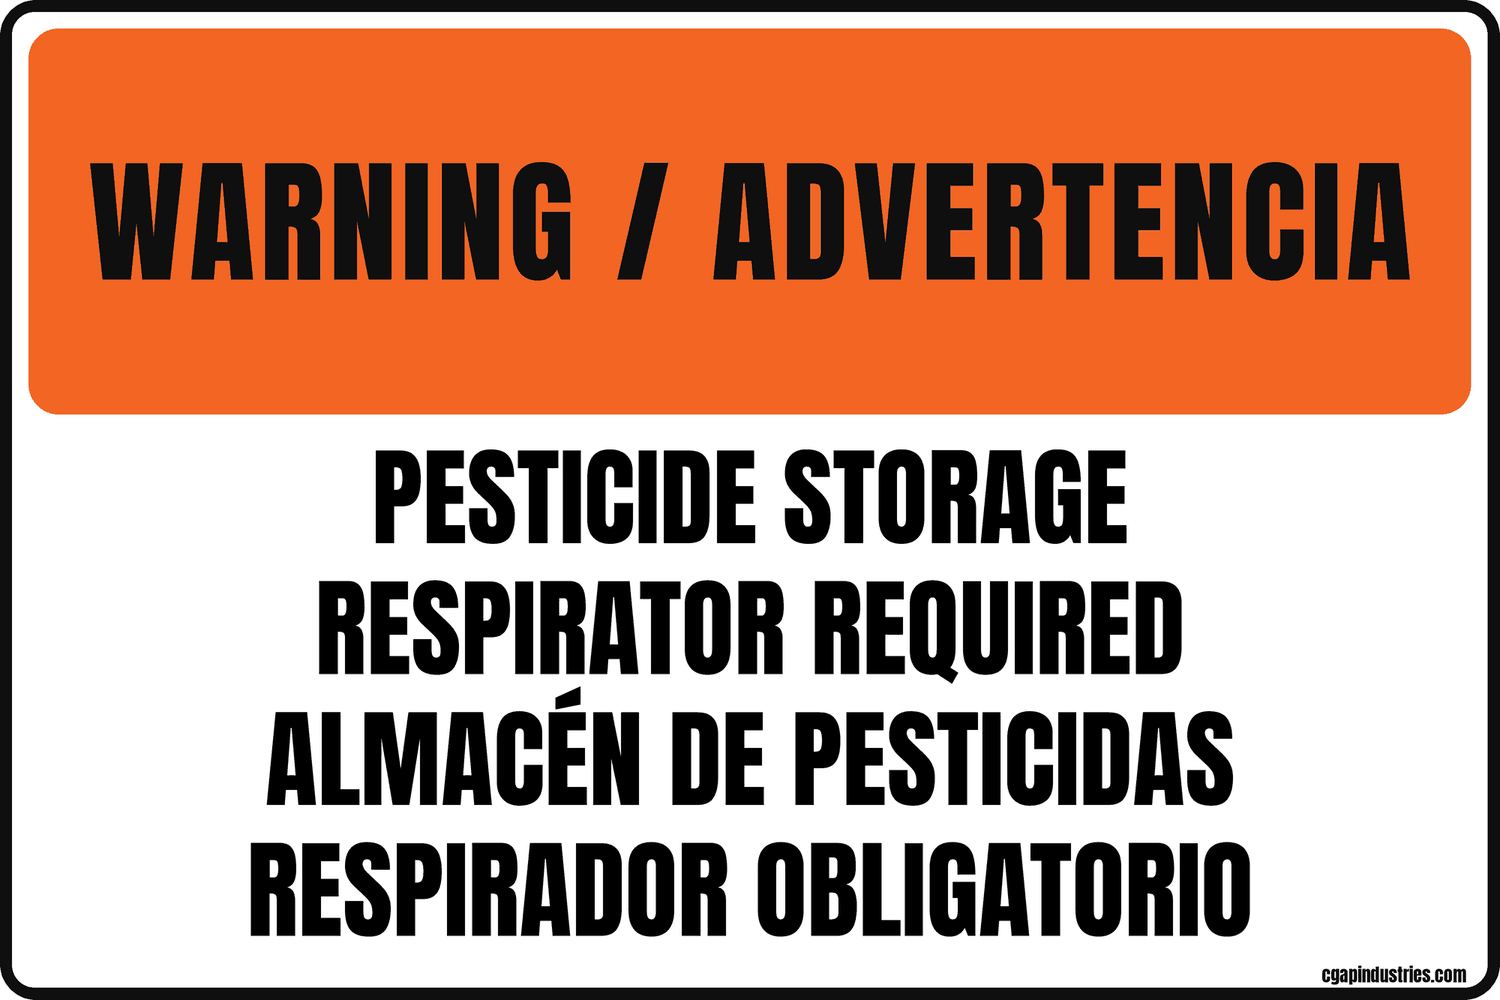 WARNING / ADVERTENCIA
PESTICIDE STORAGE
RESPIRATOR REQUIRED
ALMACÉN DE PESTICIDAS
RESPIRADOR OBLIGATORIO
cgapindustries.com